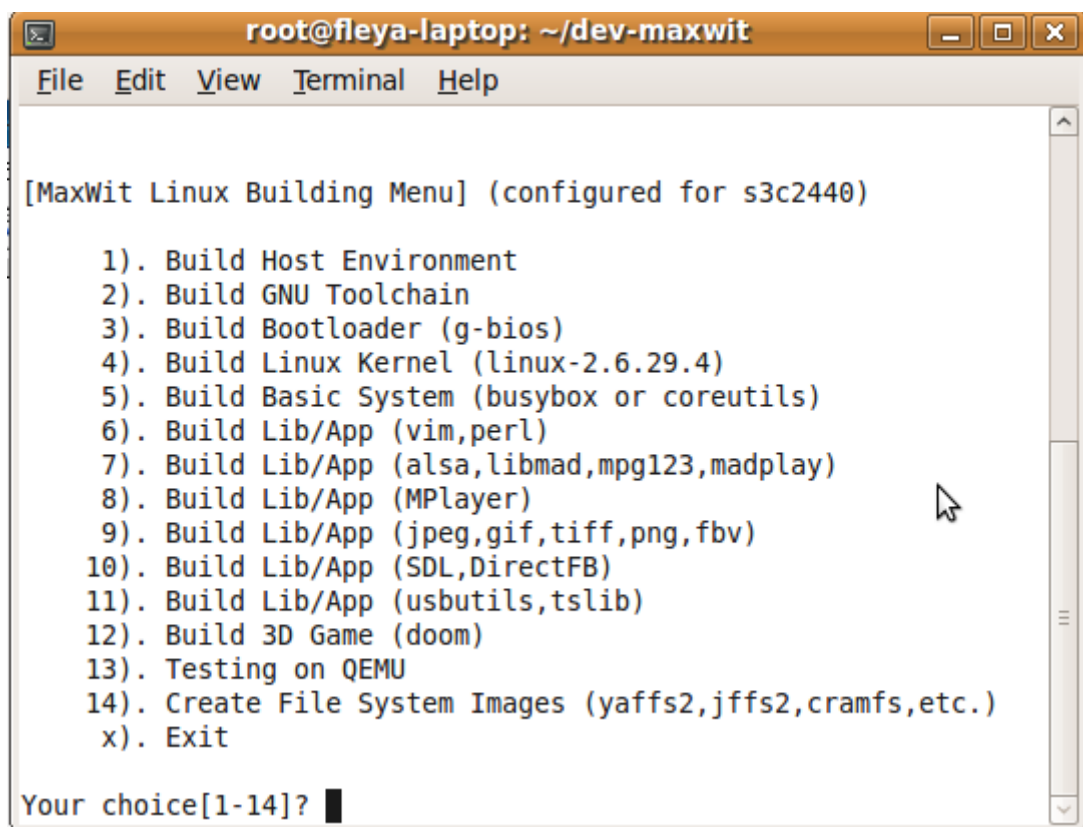 root@fleya-laptop: ~/dev-maxwit
File Edit View Terminal Help
[MaxWit Linux Building Menu] (configured for s3c2440)
1). Build Host Environment
2). Build GNU Toolchain
3). Build Bootloader (g-bios)
4). Build Linux Kernel (linux-2.6.29.4)
5). Build Basic System (busybox or coreutils)
6). Build Lib/App (vim,perl)
7). Build Lib/App (alsa,libmad,mpg123,madplay)
8). Build Lib/App (MPlayer)
9). Build Lib/App (jpeg,gif,tiff,png,fbv)
10). Build Lib/App (SDL,DirectFB)
11). Build Lib/App (usbutils,tslib)
12). Build 3D Game (doom)
13). Testing on QEMU
14). Create File System Images (yaffs2,jffs2,cramfs,etc.)
x). Exit
Your choice[1-14]?